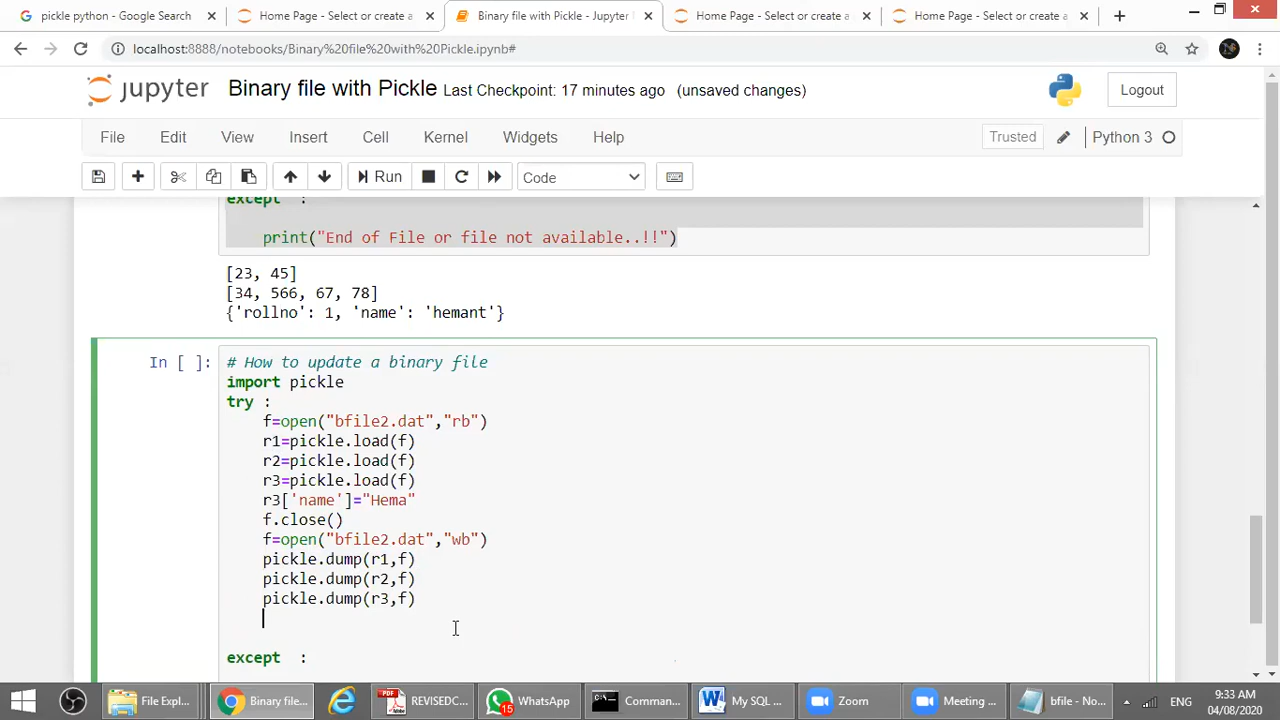 pickle python - Google Search
Home Page - Select or create a
Binary file with Pickle - Jupyter
Home Page - Select or create a
Home Page - Select or create a
localhost:8888/notebooks/Binary%20file%20with%20Pickle.ipynb#
jupyter Binary file with Pickle Last Checkpoint: 17 minutes ago (unsaved changes)
Logout
File Edit View Insert Cell Kernel Widgets Help
Trusted Python 3
Run Code
except :
print("End of File or file not available..!!")
[23, 45]
[34, 566, 67, 78]
{'rollno': 1, 'name': 'hemant'}
In [ ]: # How to update a binary file
import pickle
try :
f=open("bfile2.dat","rb")
r1=pickle.load(f)
r2=pickle.load(f)
r3=pickle.load(f)
r3['name']="Hema"
f.close()
f=open("bfile2.dat","wb")
pickle.dump(r1,f)
pickle.dump(r2,f)
pickle.dump(r3,f)
except :
File Expl... Binary file... REVISEDC... WhatsApp 15 Comman... My SQL ... Zoom Meeting ... bfile - No... ENG 9:33 AM
04/08/2020